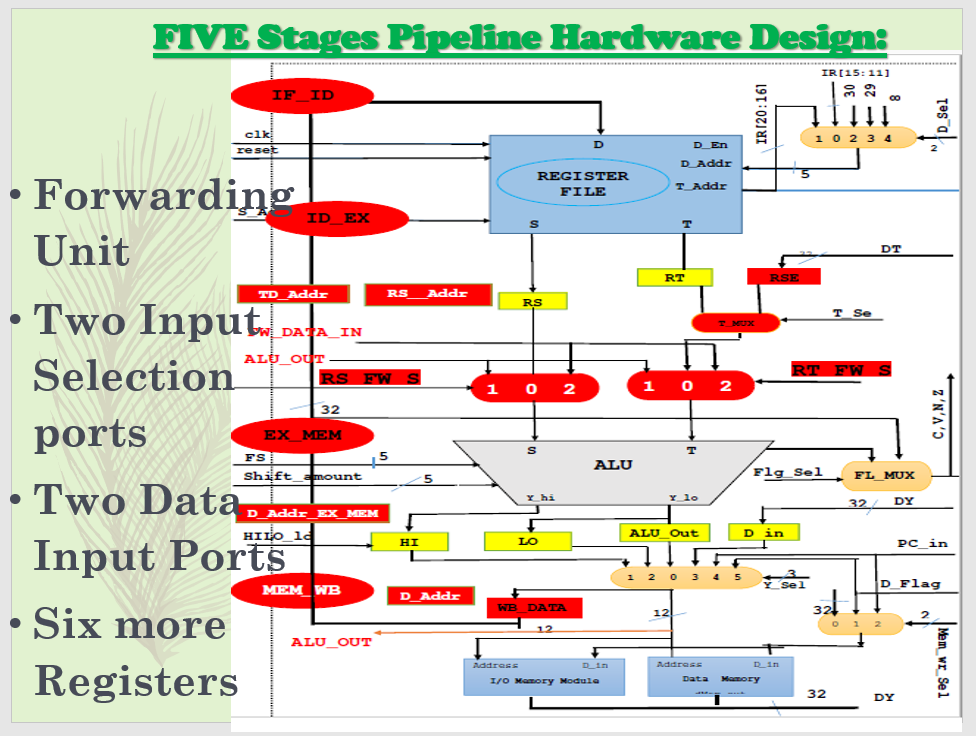 FIVE Stages Pipeline Hardware Design:
• Forwarding
Unit
• Two Input
Selection
ports
• Two Data
Input Ports
• Six more
Registers
IF_ID
IR[15:11]
IR[20:16]
30
29
8
D_Sel
1 0 2 3 4
2
clk
reset
D
D_En
D_Addr
T_Addr
REGISTER
FILE
5
S_A
ID_EX
S
T
DT
32
RT
RSE
TD_Addr
RS__Addr
RS
T_MUX
T_Se
FW_DATA_IN
ALU_OUT
RS_FW_S
1 0 2
1 0 2
RT_FW_S
32
C,V,N,Z
EX_MEM
S
T
ALU
FS
5
Shift_amount
5
Flg_Sel
FL_MUX
Y_hi
Y_lo
32
DY
D_Addr_EX_MEM
HILO_ld
HI
LO
ALU_Out
D_in
PC_in
1 2 0 3 4 5
3
Y_Sel
D_Flag
MEM_WB
D_Addr
WB_DATA
12
12
32
0 1 2
2
Mem_wr_Sel
ALU_OUT
Address
D_in
I/O Memory Module
Address
D_in
Data Memory
32
DY